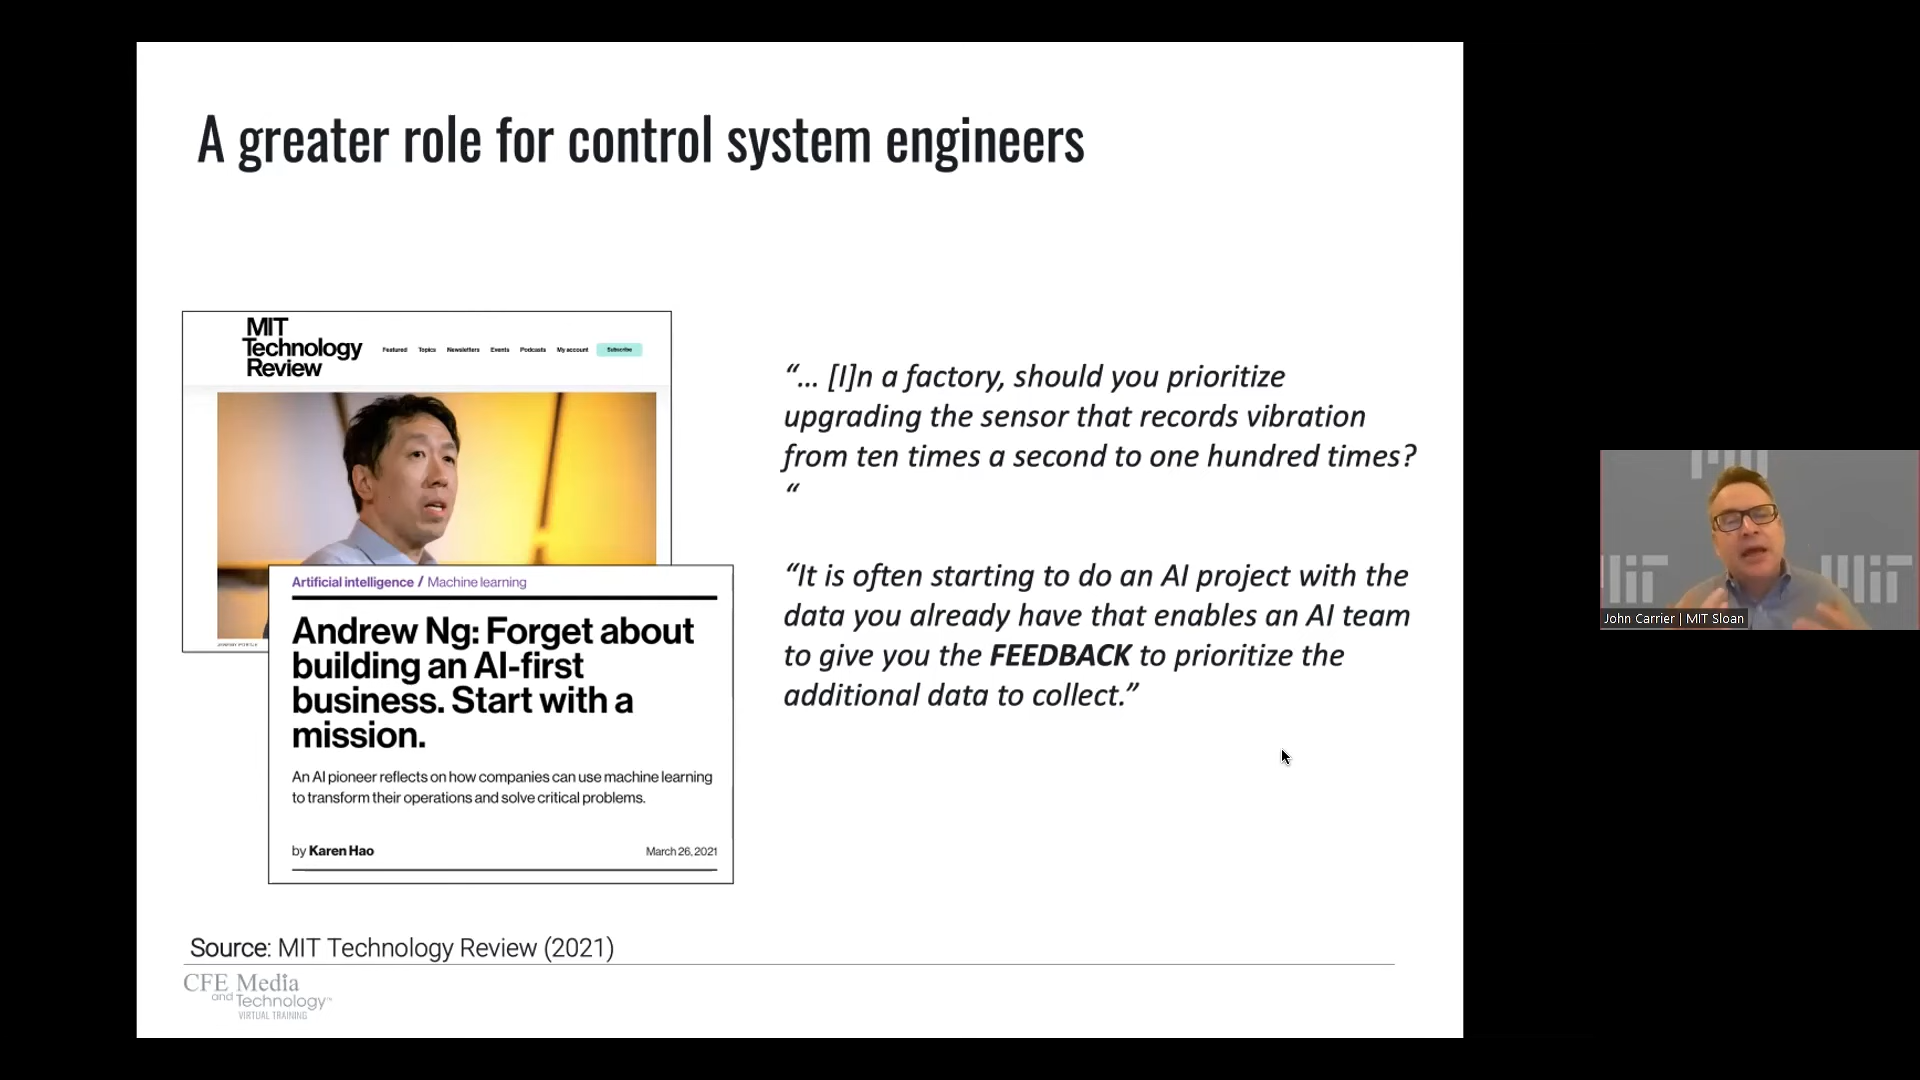 A greater role for control system engineers
MIT
Technology
Review
Featured Topics Newsletters Events Podcasts My account Subscribe
Artificial intelligence / Machine learning
Andrew Ng: Forget about
building an AI-first
business. Start with a
mission.
An AI pioneer reflects on how companies can use machine learning
to transform their operations and solve critical problems.
by Karen Hao
March 26, 2021
“... [I]n a factory, should you prioritize
upgrading the sensor that records vibration
from ten times a second to one hundred times?
“
“It is often starting to do an AI project with the
data you already have that enables an AI team
to give you the FEEDBACK to prioritize the
additional data to collect.”
Source: MIT Technology Review (2021)
CFE Media
and Technology™
VIRTUAL TRAINING
MIT
MIT
MIT
John Carrier | MIT Sloan